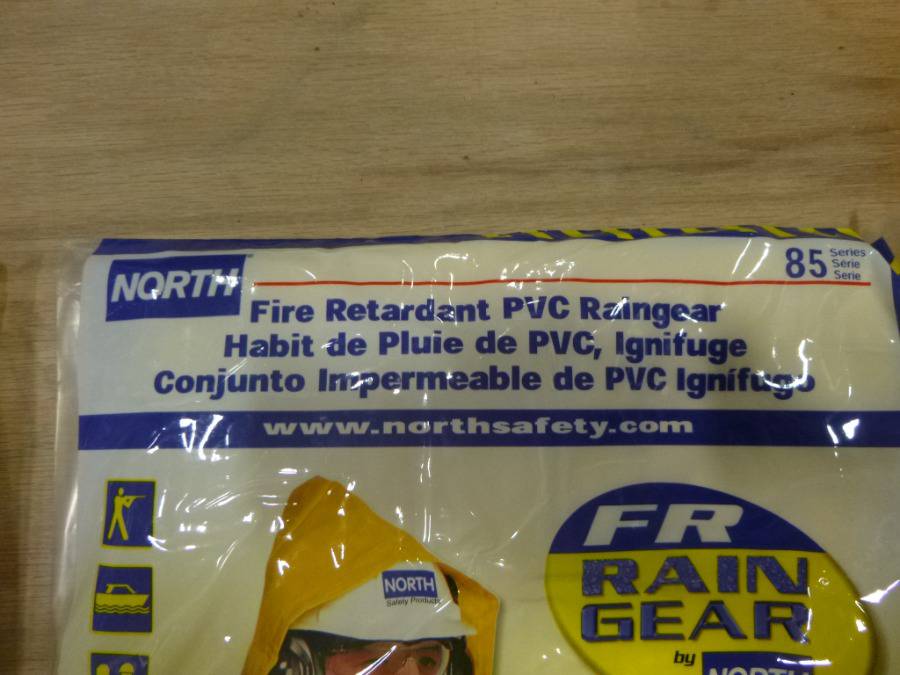 NORTH
85 Series
Série
Serie
Fire Retardant PVC Raingear
Habit de Pluie de PVC, Ignifuge
Conjunto Impermeable de PVC Ignífugo
www.northsafety.com
NORTH
Safety Products
FR
RAIN
GEAR
by
NORTH